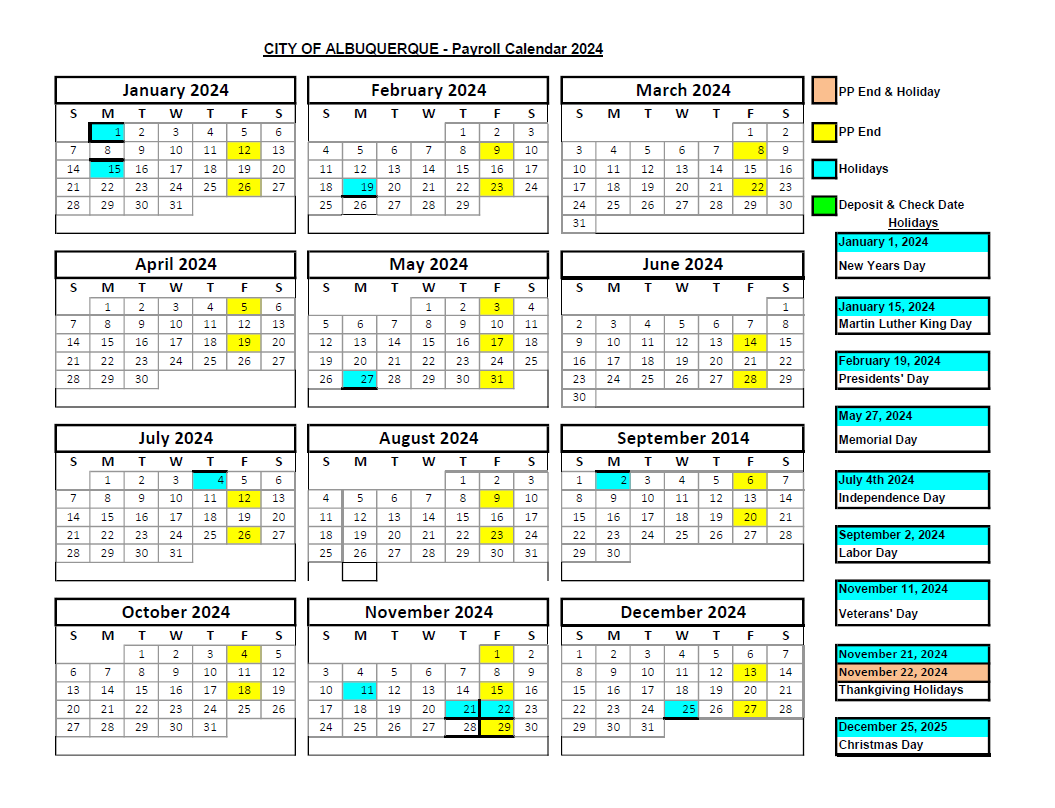 CITY OF ALBUQUERQUE - Payroll Calendar 2024
January 2024
S M T W T F S
1 2 3 4 5 6
7 8 9 10 11 12 13
14 15 16 17 18 19 20
21 22 23 24 25 26 27
28 29 30 31
February 2024
S M T W T F S
1 2 3
4 5 6 7 8 9 10
11 12 13 14 15 16 17
18 19 20 21 22 23 24
25 26 27 28 29
March 2024
S M T W T F S
1 2
3 4 5 6 7 8 9
10 11 12 13 14 15 16
17 18 19 20 21 22 23
24 25 26 27 28 29 30
31
April 2024
S M T W T F S
1 2 3 4 5 6
7 8 9 10 11 12 13
14 15 16 17 18 19 20
21 22 23 24 25 26 27
28 29 30
May 2024
S M T W T F S
1 2 3 4
5 6 7 8 9 10 11
12 13 14 15 16 17 18
19 20 21 22 23 24 25
26 27 28 29 30 31
June 2024
S M T W T F S
1
2 3 4 5 6 7 8
9 10 11 12 13 14 15
16 17 18 19 20 21 22
23 24 25 26 27 28 29
30
July 2024
S M T W T F S
1 2 3 4 5 6
7 8 9 10 11 12 13
14 15 16 17 18 19 20
21 22 23 24 25 26 27
28 29 30 31
August 2024
S M T W T F S
1 2 3
4 5 6 7 8 9 10
11 12 13 14 15 16 17
18 19 20 21 22 23 24
25 26 27 28 29 30 31
September 2014
S M T W T F S
1 2 3 4 5 6 7
8 9 10 11 12 13 14
15 16 17 18 19 20 21
22 23 24 25 26 27 28
29 30
October 2024
S M T W T F S
1 2 3 4 5
6 7 8 9 10 11 12
13 14 15 16 17 18 19
20 21 22 23 24 25 26
27 28 29 30 31
November 2024
S M T W T F S
1 2
3 4 5 6 7 8 9
10 11 12 13 14 15 16
17 18 19 20 21 22 23
24 25 26 27 28 29 30
December 2024
S M T W T F S
1 2 3 4 5 6 7
8 9 10 11 12 13 14
15 16 17 18 19 20 21
22 23 24 25 26 27 28
29 30 31
PP End & Holiday
PP End
Holidays
Deposit & Check Date
Holidays
January 1, 2024
New Years Day
January 15, 2024
Martin Luther King Day
February 19, 2024
Presidents' Day
May 27, 2024
Memorial Day
July 4th 2024
Independence Day
September 2, 2024
Labor Day
November 11, 2024
Veterans' Day
November 21, 2024
November 22, 2024
Thankgiving Holidays
December 25, 2025
Christmas Day